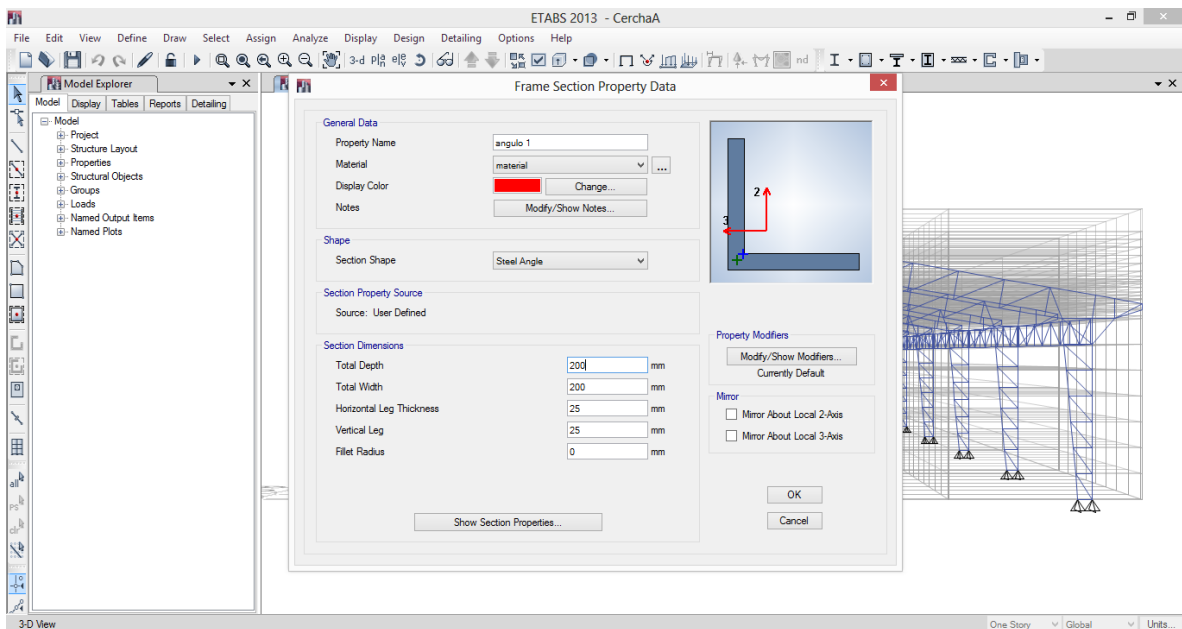 ETABS 2013 - CerchaA
File Edit View Define Draw Select Assign Analyze Display Design Detailing Options Help
3-d
nd
Model Explorer
Model Display Tables Reports Detailing
Model
Project
Structure Layout
Properties
Structural Objects
Groups
Loads
Named Output Items
Named Plots
all
ps
clr
Frame Section Property Data
General Data
Property Name angulo 1
Material material ...
Display Color Change...
Notes Modify/Show Notes...
Shape
Section Shape Steel Angle
Section Property Source
Source: User Defined
Section Dimensions
Total Depth 200 mm
Total Width 200 mm
Horizontal Leg Thickness 25 mm
Vertical Leg 25 mm
Fillet Radius 0 mm
Show Section Properties...
2
3
Property Modifiers
Modify/Show Modifiers...
Currently Default
Mirror
Mirror About Local 2-Axis
Mirror About Local 3-Axis
OK
Cancel
3-D View One Story Global Units...